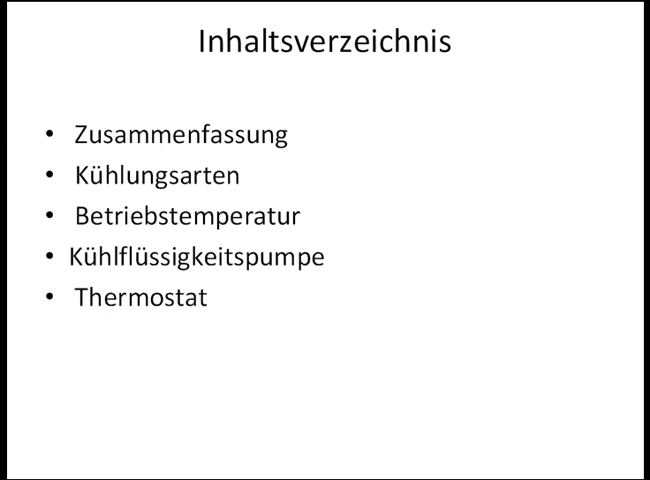 Inhaltsverzeichnis
• Zusammenfassung
• Kühlungsarten
• Betriebstemperatur
• Kühlflüssigkeitspumpe
• Thermostat